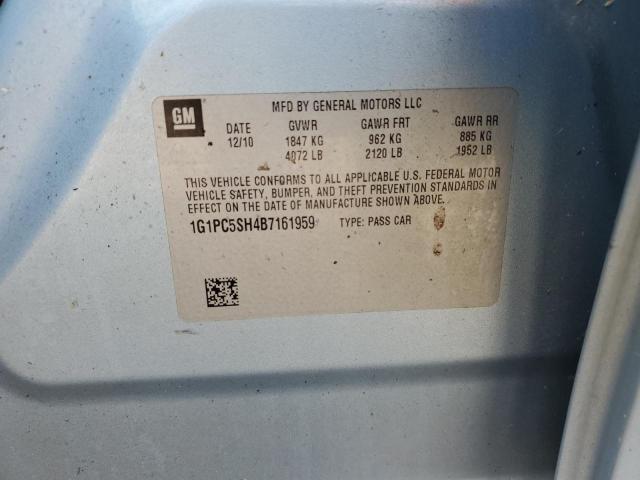 GM
MFD BY GENERAL MOTORS LLC
DATE GVWR GAWR FRT GAWR RR
12/10 1847 KG 962 KG 885 KG
4072 LB 2120 LB 1952 LB
THIS VEHICLE CONFORMS TO ALL APPLICABLE U.S. FEDERAL MOTOR
VEHICLE SAFETY, BUMPER, AND THEFT PREVENTION STANDARDS IN
EFFECT ON THE DATE OF MANUFACTURE SHOWN ABOVE.
1G1PC5SH4B7161959 TYPE: PASS CAR